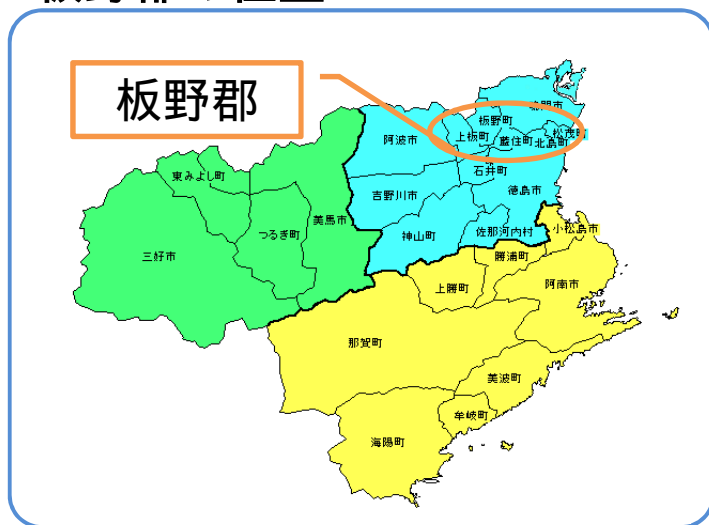 板野郡
鳴門市
板野町
松茂町
上板町
藍住町
北島町
阿波市
石井町
東みよし町
吉野川市
徳島市
美馬市
つるぎ町
神山町
佐那河内村
小松島市
三好市
勝浦町
上勝町
阿南市
那賀町
美波町
牟岐町
海陽町